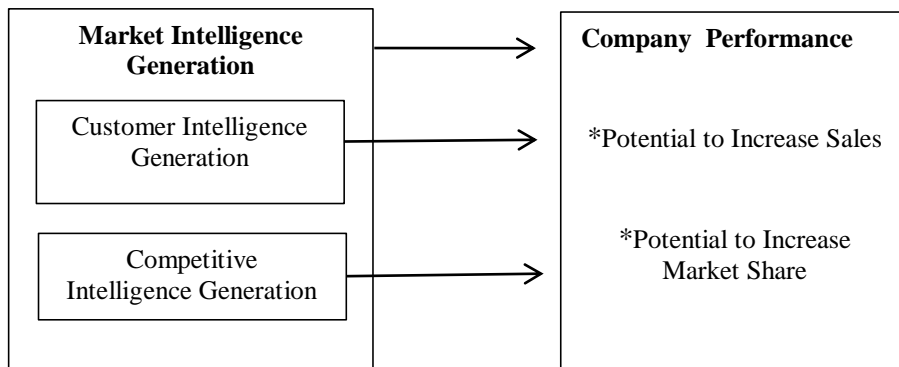 Market Intelligence
Generation
Customer Intelligence
Generation
Competitive
Intelligence Generation
Company Performance
*Potential to Increase Sales
*Potential to Increase
Market Share